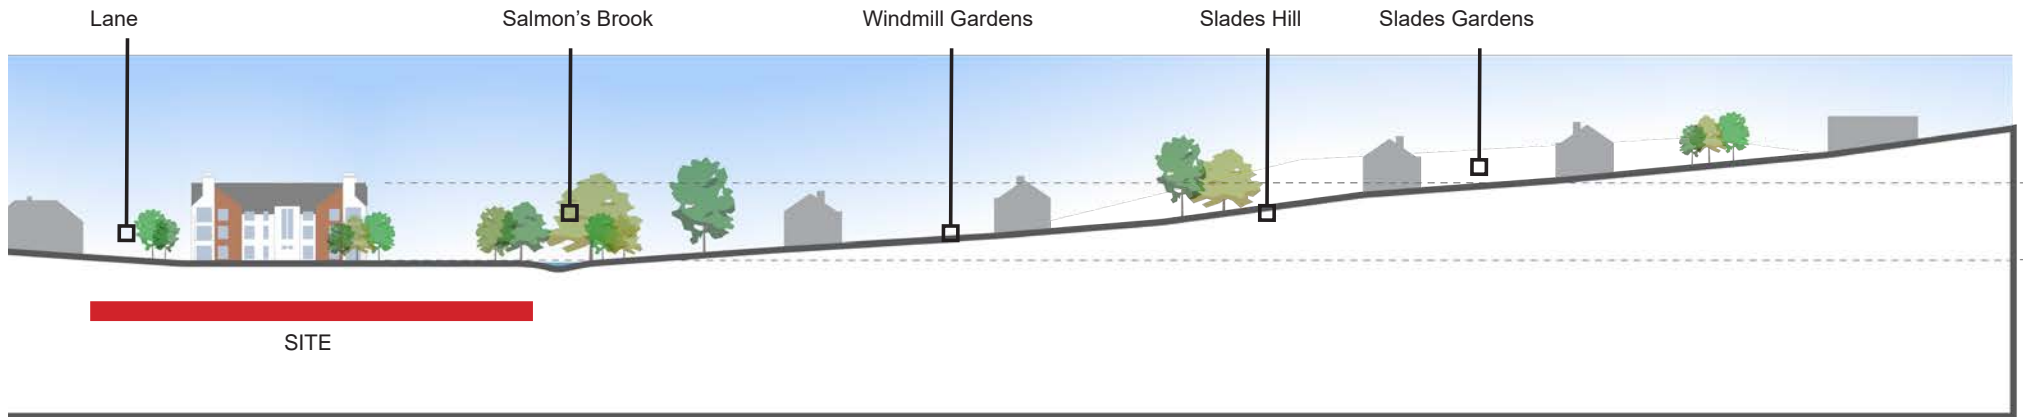 Lane
Salmon’s Brook
Windmill Gardens
Slades Hill
Slades Gardens
SITE